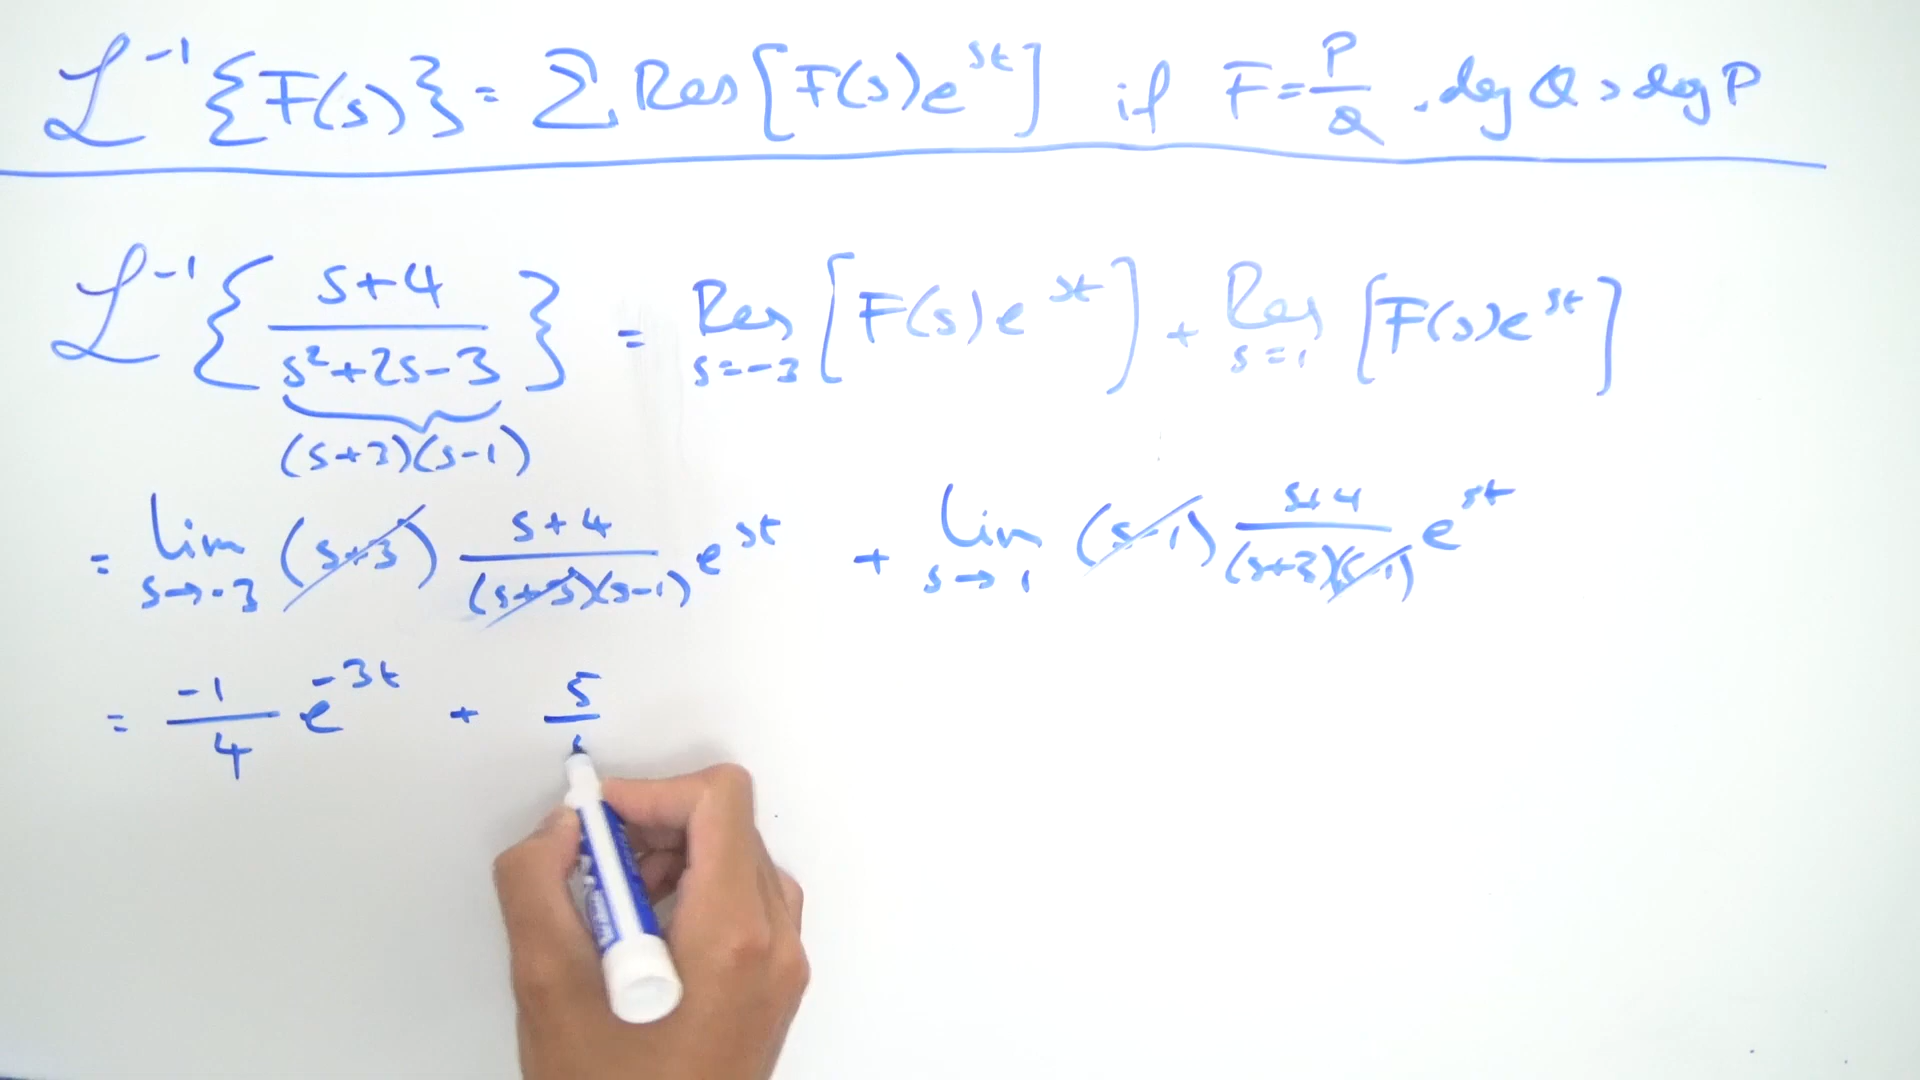 ℒ⁻¹{F(s)} = Σ Res[F(s)e^{st}] if F = P/Q . deg Q > deg P
ℒ⁻¹{(s+4)/(s²+2s-3)} = Res_{s=-3}[F(s)e^{st}] + Res_{s=1}[F(s)e^{st}]
(s+3)(s-1)
= lim_{s→-3} (s+3) (s+4)/((s+3)(s-1)) e^{st} + lim_{s→1} (s-1) (s+4)/((s+3)(s-1)) e^{st}
= -1/4 e^{-3t} + 5/